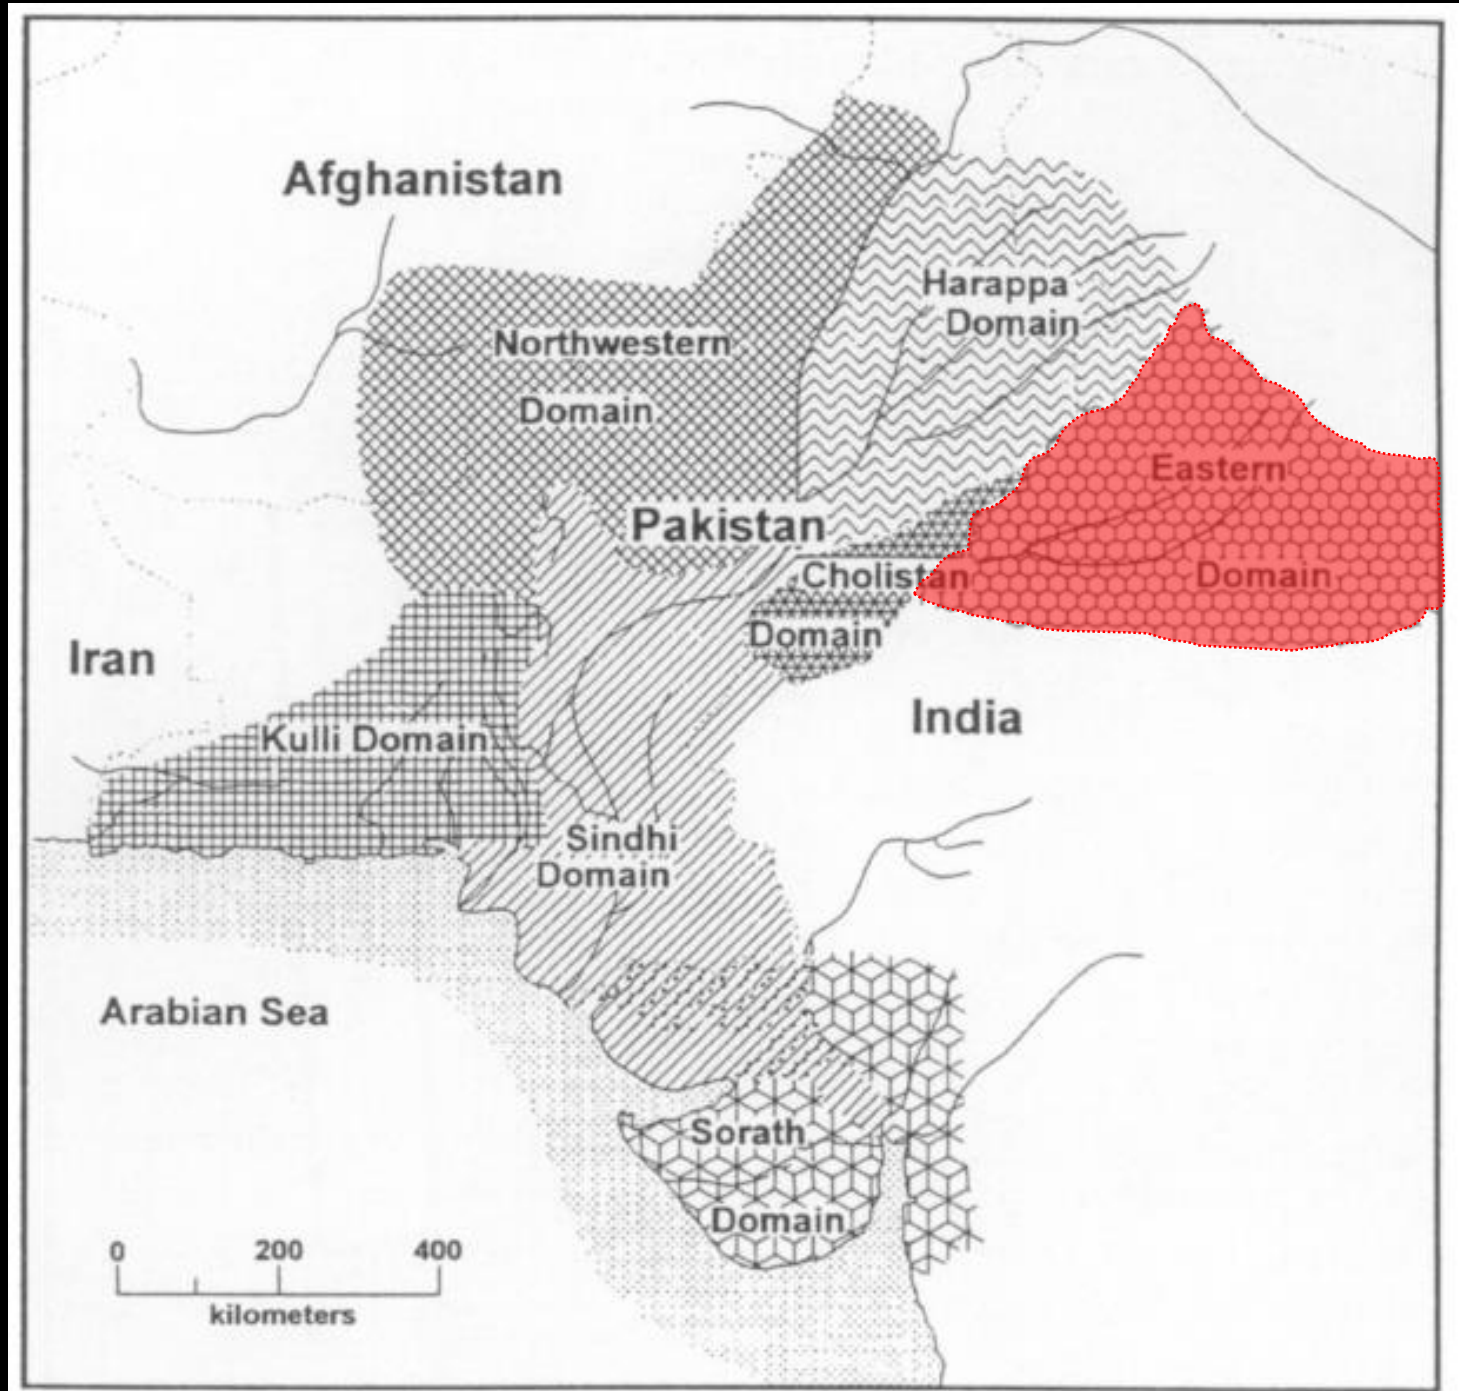 Afghanistan
Harappa
Domain
Northwestern
Domain
Eastern
Pakistan
Cholistan
Domain
Domain
Iran
India
Kulli Domain
Sindhi
Domain
Arabian Sea
Sorath
Domain
0 200 400
kilometers